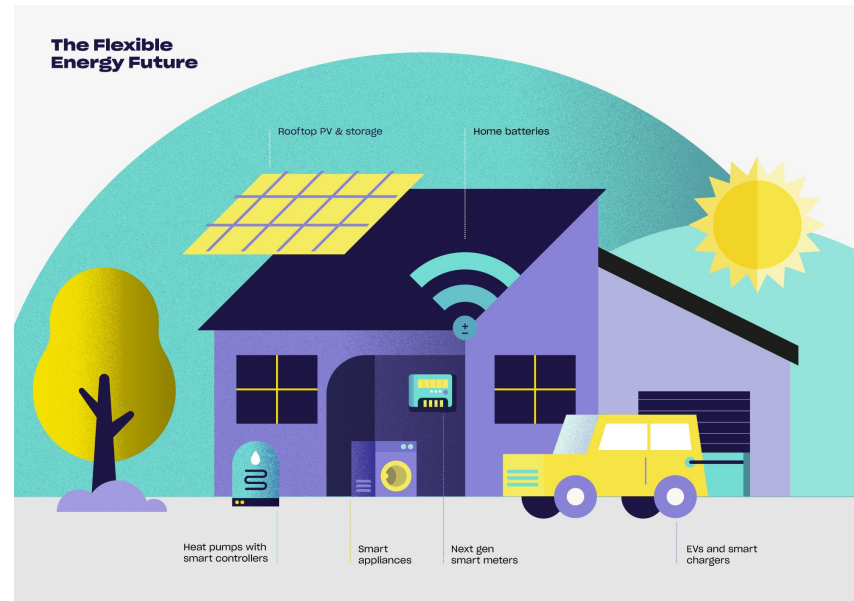 The Flexible
Energy Future
Rooftop PV & storage
Home batteries
+
−
Heat pumps with
smart controllers
Smart
appliances
Next gen
smart meters
EVs and smart
chargers